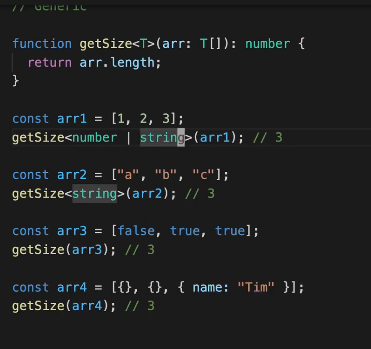 // Generic
function getSize<T>(arr: T[]): number {
  return arr.length;
}
const arr1 = [1, 2, 3];
getSize<number | string>(arr1); // 3
const arr2 = ["a", "b", "c"];
getSize<string>(arr2); // 3
const arr3 = [false, true, true];
getSize(arr3); // 3
const arr4 = [{}, {}, { name: "Tim" }];
getSize(arr4); // 3